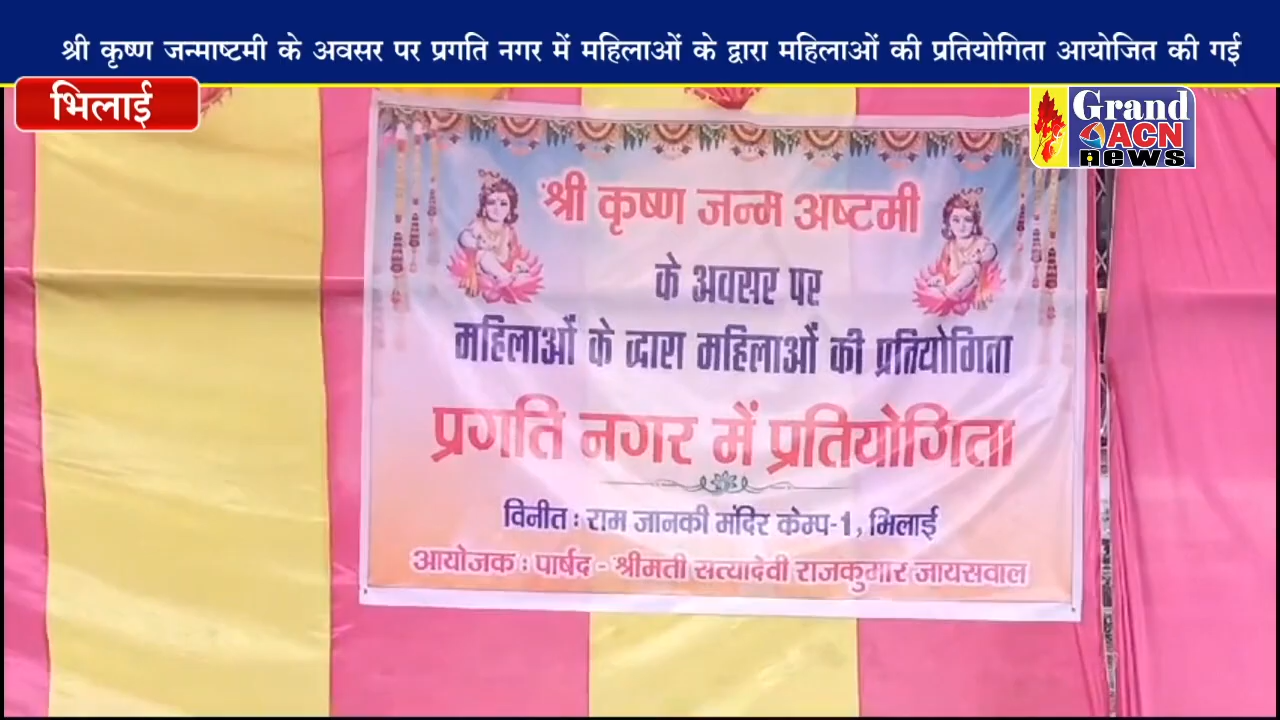 श्री कृष्ण जन्माष्टमी के अवसर पर प्रगति नगर में महिलाओं के द्वारा महिलाओं की प्रतियोगिता आयोजित की गई
भिलाई
Grand
ACN
news
श्री कृष्ण जन्म अष्टमी
के अवसर पर
महिलाओं के द्वारा महिलाओं की प्रतियोगिता
प्रगति नगर में प्रतियोगिता
विनीत : राम जानकी मंदिर केम्प-1, भिलाई
आयोजक : पार्षद - श्रीमती सत्यादेवी राजकुमार जायसवाल